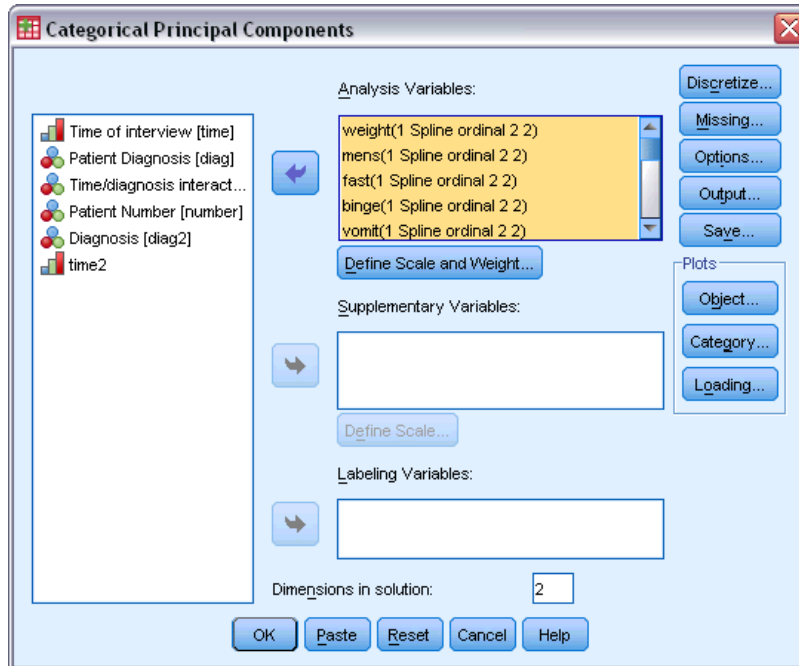 Categorical Principal Components
Time of interview [time]
Patient Diagnosis [diag]
Time/diagnosis interact...
Patient Number [number]
Diagnosis [diag2]
time2
Analysis Variables:
weight(1 Spline ordinal 2 2)
mens(1 Spline ordinal 2 2)
fast(1 Spline ordinal 2 2)
binge(1 Spline ordinal 2 2)
vomit(1 Spline ordinal 2 2)
Define Scale and Weight...
Supplementary Variables:
Define Scale...
Labeling Variables:
Dimensions in solution:
2
Discretize...
Missing...
Options...
Output...
Save...
Plots
Object...
Category...
Loading...
OK
Paste
Reset
Cancel
Help